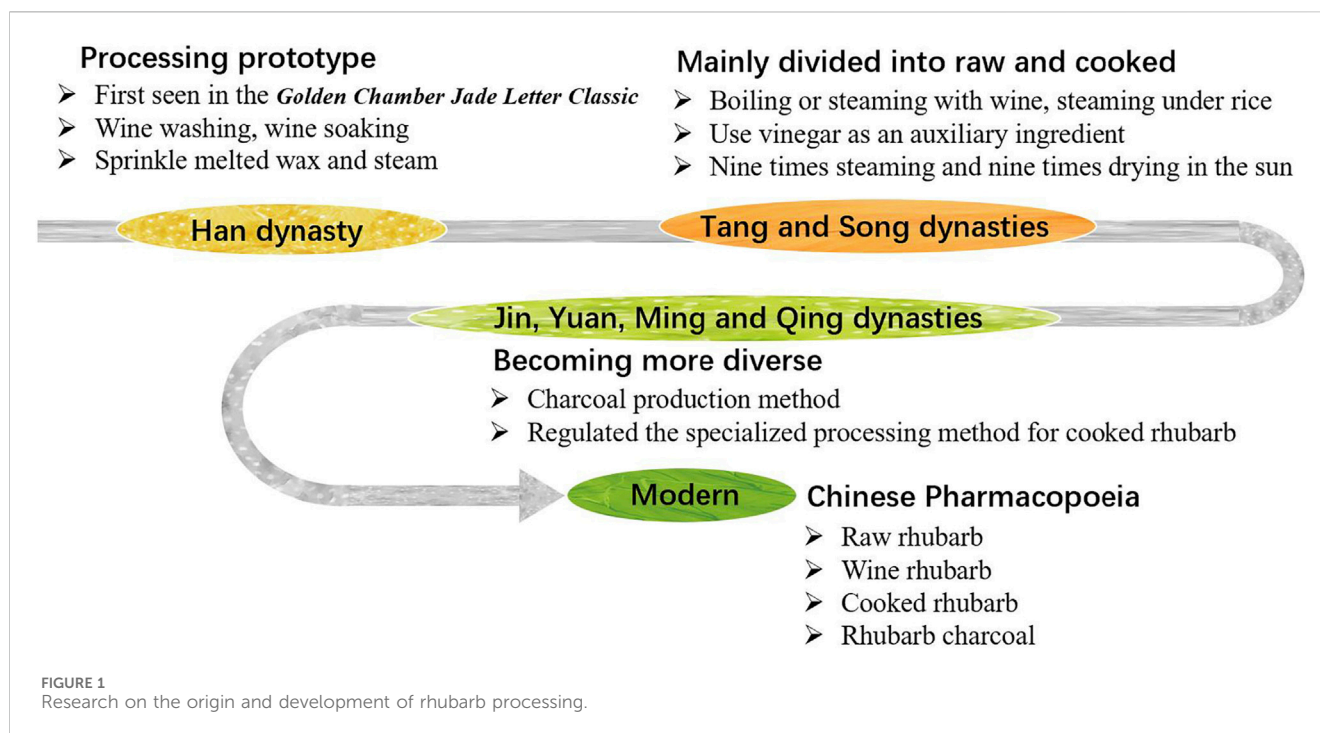 Processing prototype
➢ First seen in the Golden Chamber Jade Letter Classic
➢ Wine washing, wine soaking
➢ Sprinkle melted wax and steam
Mainly divided into raw and cooked
➢ Boiling or steaming with wine, steaming under rice
➢ Use vinegar as an auxiliary ingredient
➢ Nine times steaming and nine times drying in the sun
Han dynasty
Tang and Song dynasties
Jin, Yuan, Ming and Qing dynasties
Becoming more diverse
➢ Charcoal production method
➢ Regulated the specialized processing method for cooked rhubarb
Modern
Chinese Pharmacopoeia
➢ Raw rhubarb
➢ Wine rhubarb
➢ Cooked rhubarb
➢ Rhubarb charcoal
FIGURE 1
Research on the origin and development of rhubarb processing.